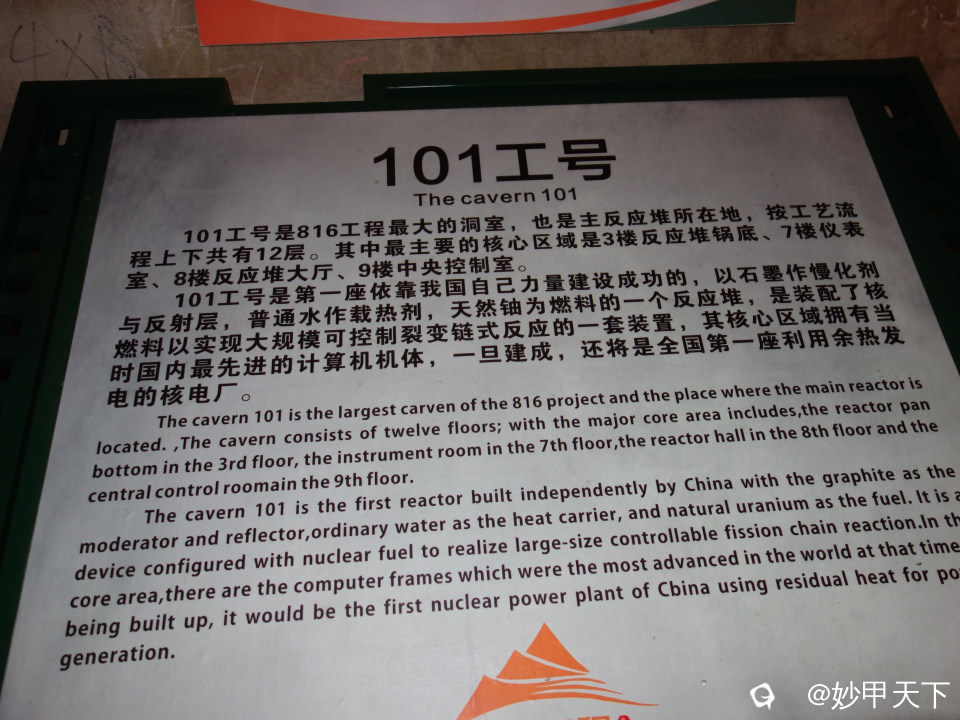 101工号
The cavern 101
101工号是816工程最大的洞室，也是主反应堆所在地，按工艺流
程上下共有12层。其中最主要的核心区域是3楼反应堆锅底、7楼仪表
室、8楼反应堆大厅、9楼中央控制室。
101工号是第一座依靠我国自己力量建设成功的，以石墨作慢化剂
与反射层，普通水作载热剂，天然铀为燃料的一个反应堆，是装配了核
燃料以实现大规模可控制裂变链式反应的一套装置，其核心区域拥有当
时国内最先进的计算机机体，一旦建成，还将是全国第一座利用余热发
电的核电厂。
The cavern 101 is the largest carven of the 816 project and the place where the main reactor is
located. ,The cavern consists of twelve floors; with the major core area includes,the reactor pan
bottom in the 3rd floor, the instrument room in the 7th floor,the reactor hall in the 8th floor and the
central control roomain the 9th floor.
The cavern 101 is the first reactor built independently by China with the graphite as the
moderator and reflector,ordinary water as the heat carrier, and natural uranium as the fuel. It is a
device configured with nuclear fuel to realize large-size controllable fission chain reaction.In th
core area,there are the computer frames which were the most advanced in the world at that time
being built up, it would be the first nuclear power plant of Cbina using residual heat for po
generation.
@妙甲天下